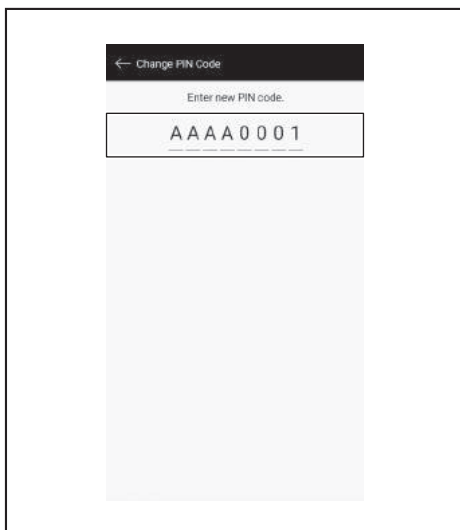 ← Change PIN Code
Enter new PIN code.
AAAA0001